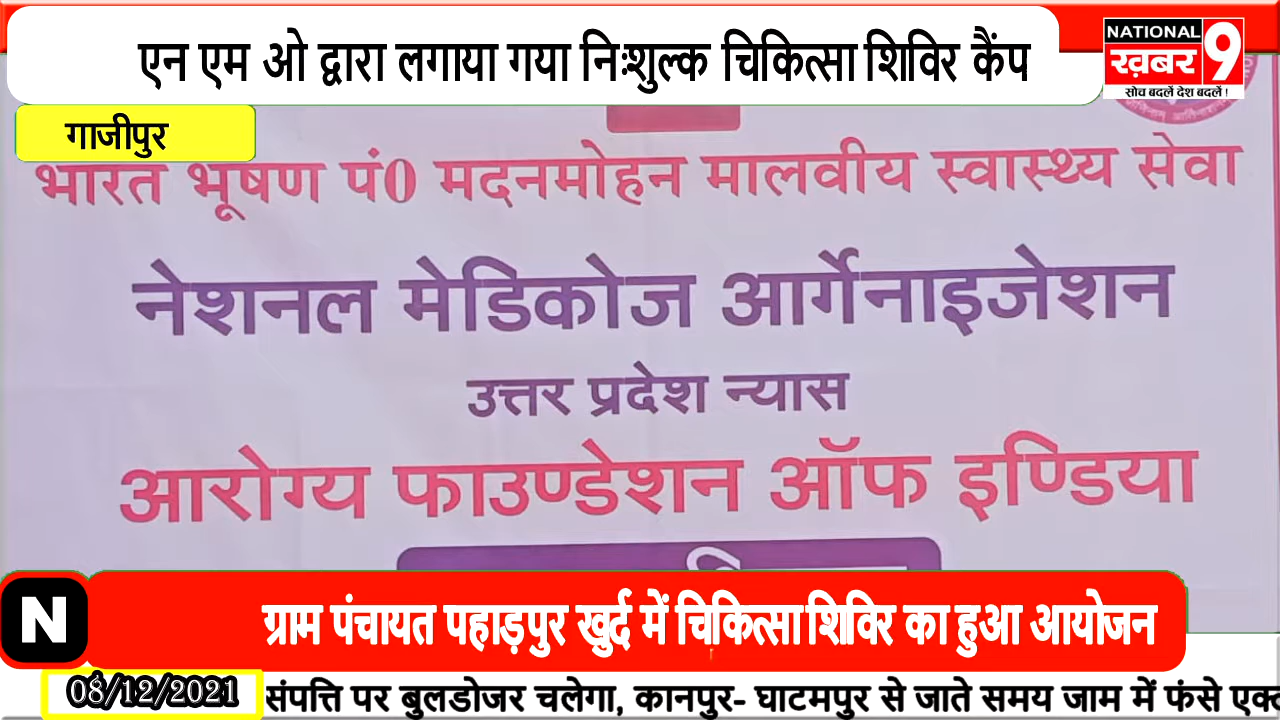 एन एम ओ द्वारा लगाया गया निःशुल्क चिकित्सा शिविर कैंप
NATIONAL
ख़बर 9
सोच बदलें देश बदलें !
गाजीपुर
भारत भूषण पं0 मदनमोहन मालवीय स्वास्थ्य सेवा
नेशनल मेडिकोज आर्गेनाइजेशन
उत्तर प्रदेश न्यास
आरोग्य फाउण्डेशन ऑफ इण्डिया
N
ग्राम पंचायत पहाड़पुर खुर्द में चिकित्सा शिविर का हुआ आयोजन
08/12/2021
संपत्ति पर बुलडोजर चलेगा, कानपुर- घाटमपुर से जाते समय जाम में फंसे